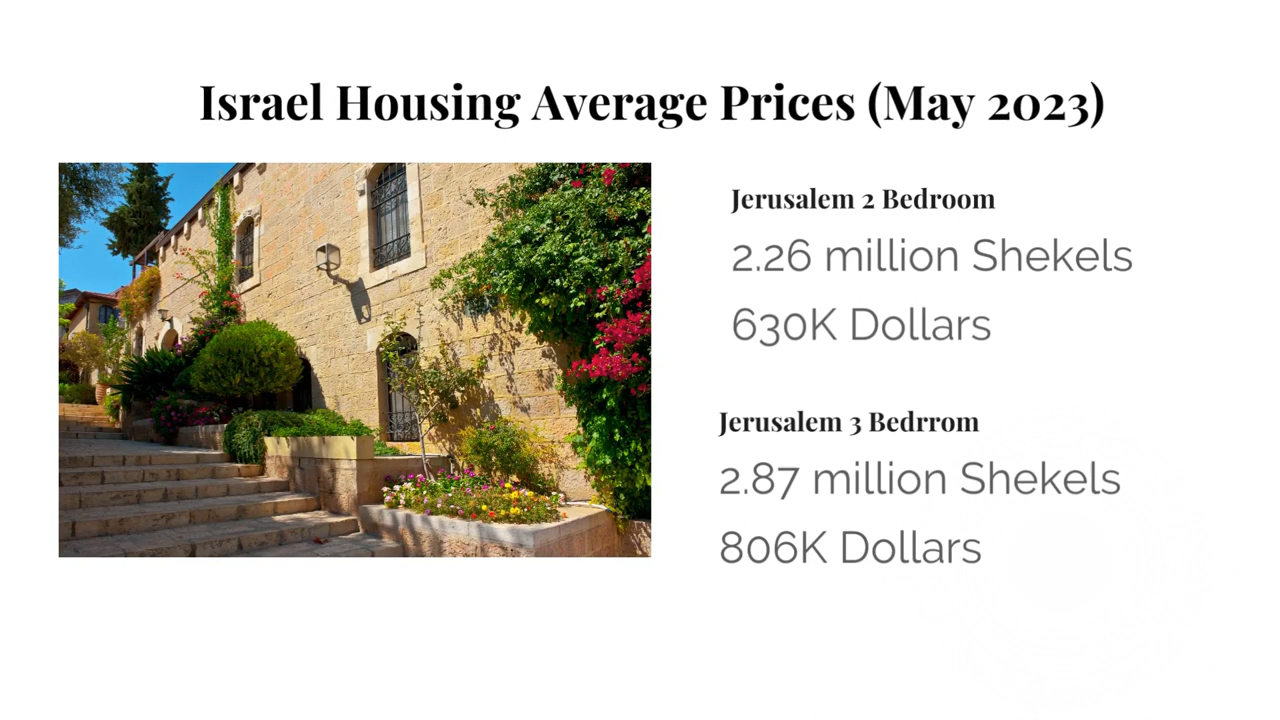 Israel Housing Average Prices (May 2023)
Jerusalem 2 Bedroom
2.26 million Shekels
630K Dollars
Jerusalem 3 Bedrrom
2.87 million Shekels
806K Dollars